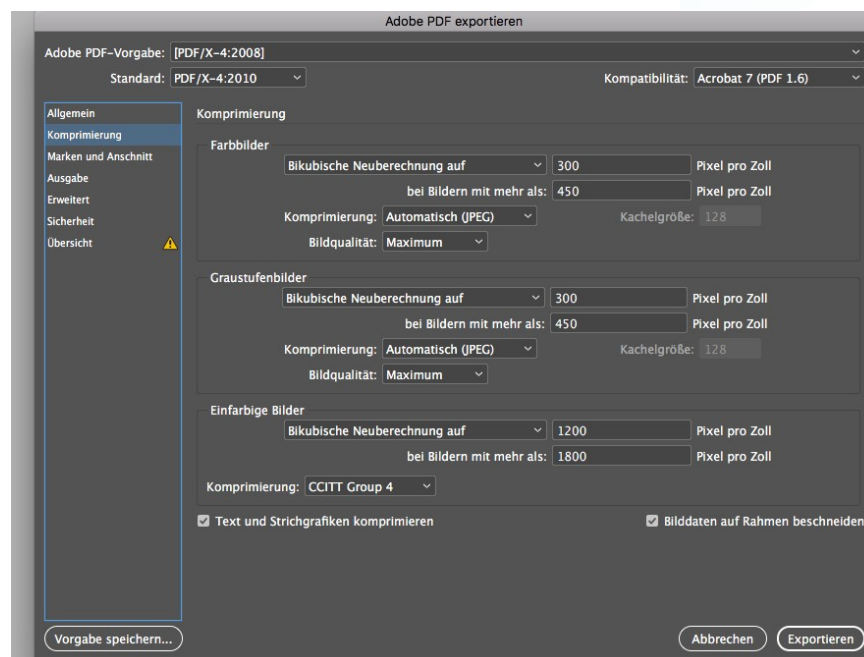 Adobe PDF exportieren
Adobe PDF-Vorgabe: [PDF/X-4:2008]
Standard: PDF/X-4:2010 Kompatibilität: Acrobat 7 (PDF 1.6)
Allgemein
Komprimierung
Marken und Anschnitt
Ausgabe
Erweitert
Sicherheit
Übersicht
Komprimierung
Farbbilder
Bikubische Neuberechnung auf 300 Pixel pro Zoll
bei Bildern mit mehr als: 450 Pixel pro Zoll
Komprimierung: Automatisch (JPEG) Kachelgröße: 128
Bildqualität: Maximum
Graustufenbilder
Bikubische Neuberechnung auf 300 Pixel pro Zoll
bei Bildern mit mehr als: 450 Pixel pro Zoll
Komprimierung: Automatisch (JPEG) Kachelgröße: 128
Bildqualität: Maximum
Einfarbige Bilder
Bikubische Neuberechnung auf 1200 Pixel pro Zoll
bei Bildern mit mehr als: 1800 Pixel pro Zoll
Komprimierung: CCITT Group 4
Text und Strichgrafiken komprimieren Bilddaten auf Rahmen beschneiden
Vorgabe speichern... Abbrechen Exportieren